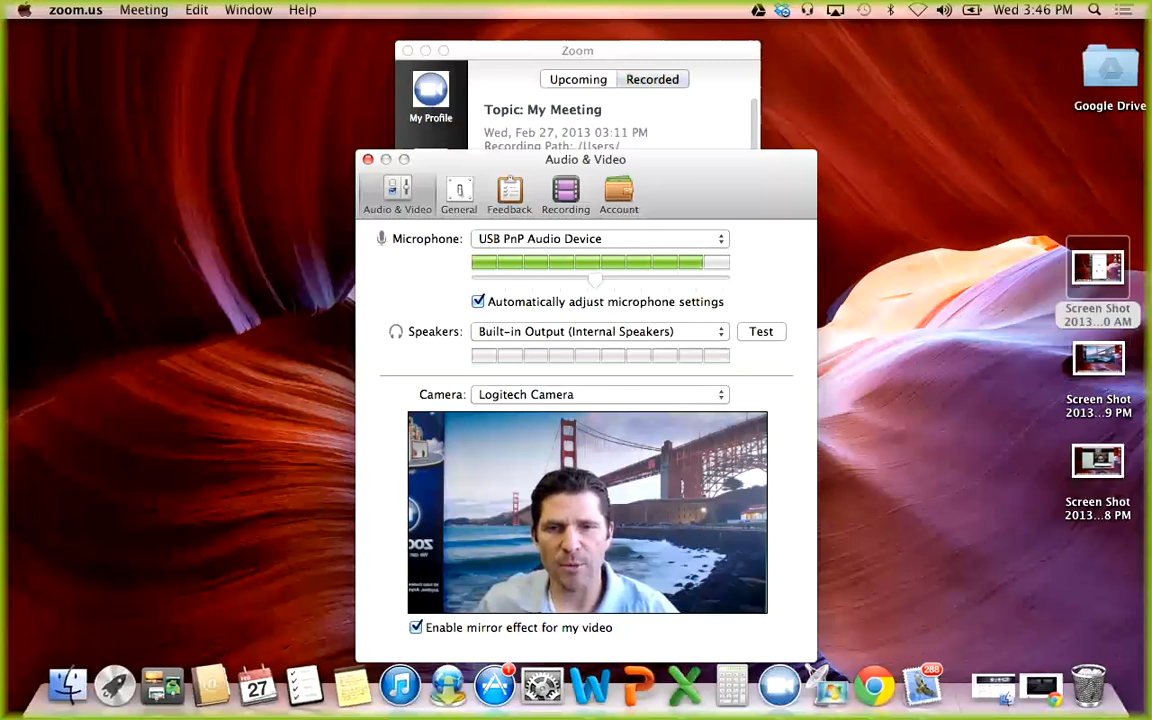 zoom.us Meeting Edit Window Help
Wed 3:46 PM
Zoom
Upcoming Recorded
My Profile
Topic: My Meeting
Wed, Feb 27, 2013 03:11 PM
Recording Path: /Users/
Google Drive
Audio & Video
Audio & Video General Feedback Recording Account
Microphone: USB PnP Audio Device
Automatically adjust microphone settings
Speakers: Built-in Output (Internal Speakers) Test
Camera: Logitech Camera
Enable mirror effect for my video
Screen Shot
2013...0 AM
Screen Shot
2013...9 PM
Screen Shot
2013...8 PM
27
1
W P X
288